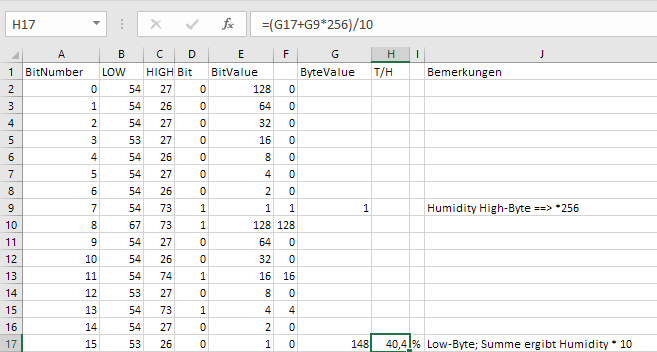 H17 =(G17+G9*256)/10
A B C D E F G H I J
1 BitNumber LOW HIGH Bit BitValue ByteValue T/H Bemerkungen
2 0 54 27 0 128 0
3 1 54 26 0 64 0
4 2 54 27 0 32 0
5 3 53 27 0 16 0
6 4 54 26 0 8 0
7 5 54 27 0 4 0
8 6 54 26 0 2 0
9 7 54 73 1 1 1 1 Humidity High-Byte ==> *256
10 8 67 73 1 128 128
11 9 54 27 0 64 0
12 10 54 26 0 32 0
13 11 54 74 1 16 16
14 12 53 27 0 8 0
15 13 54 73 1 4 4
16 14 54 27 0 2 0
17 15 53 26 0 1 0 148 40,4 % Low-Byte; Summe ergibt Humidity * 10